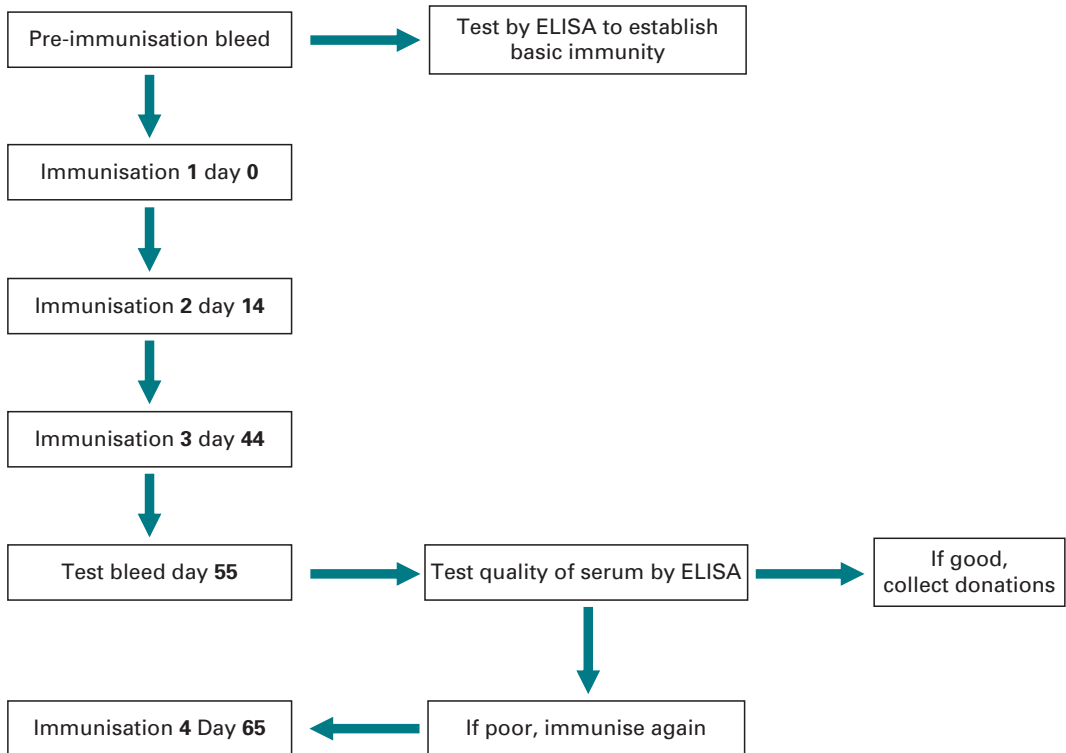 Pre-immunisation bleed
Test by ELISA to establish
basic immunity
Immunisation 1 day 0
Immunisation 2 day 14
Immunisation 3 day 44
Test bleed day 55
Test quality of serum by ELISA
If good,
collect donations
Immunisation 4 Day 65
If poor, immunise again